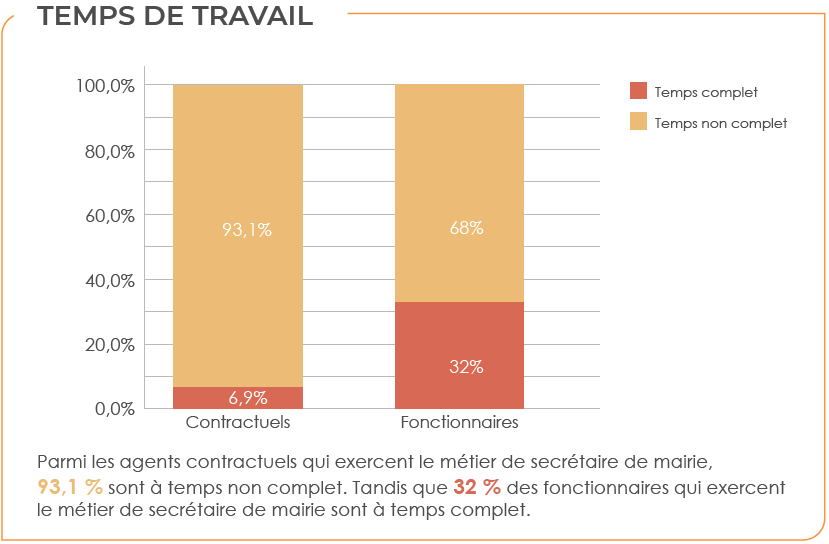 TEMPS DE TRAVAIL
100,0%
80,0%
60,0%
40,0%
20,0%
0,0%
93,1%
6,9%
68%
32%
Contractuels
Fonctionnaires
Temps complet
Temps non complet
Parmi les agents contractuels qui exercent le métier de secrétaire de mairie,
93,1 % sont à temps non complet. Tandis que 32 % des fonctionnaires qui exercent
le métier de secrétaire de mairie sont à temps complet.